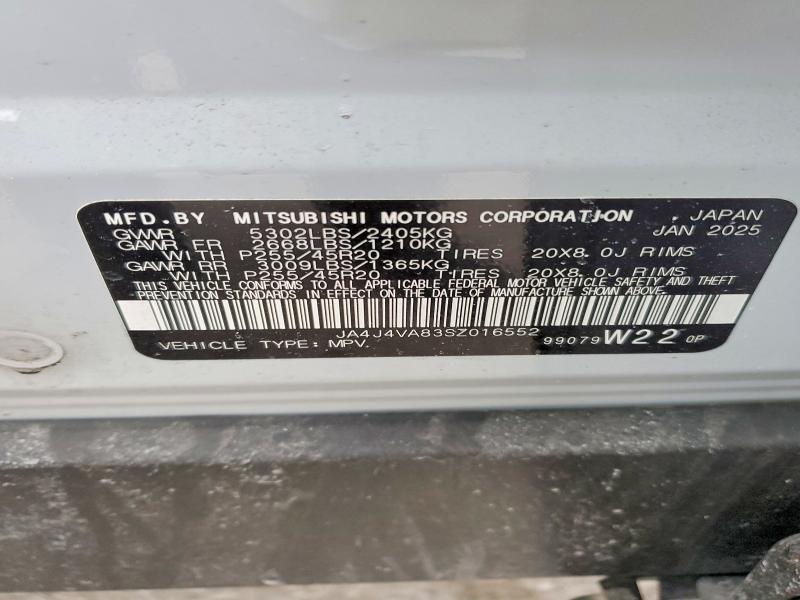 MFD.BY MITSUBISHI MOTORS CORPORATION JAPAN
GVWR 5302LBS/2405KG JAN 2025
GAWR FR 2668LBS/1210KG
WITH P255/45R20 TIRES 20X8.0J RIMS
GAWR RR 3009LBS/1365KG
WITH P255/45R20 TIRES 20X8.0J RIMS
THIS VEHICLE CONFORMS TO ALL APPLICABLE FEDERAL MOTOR VEHICLE SAFETY AND THEFT
PREVENTION STANDARDS IN EFFECT ON THE DATE OF MANUFACTURE SHOWN ABOVE.
JA4J4VA83SZ016552
VEHICLE TYPE: MPV. 99079 W22 0P